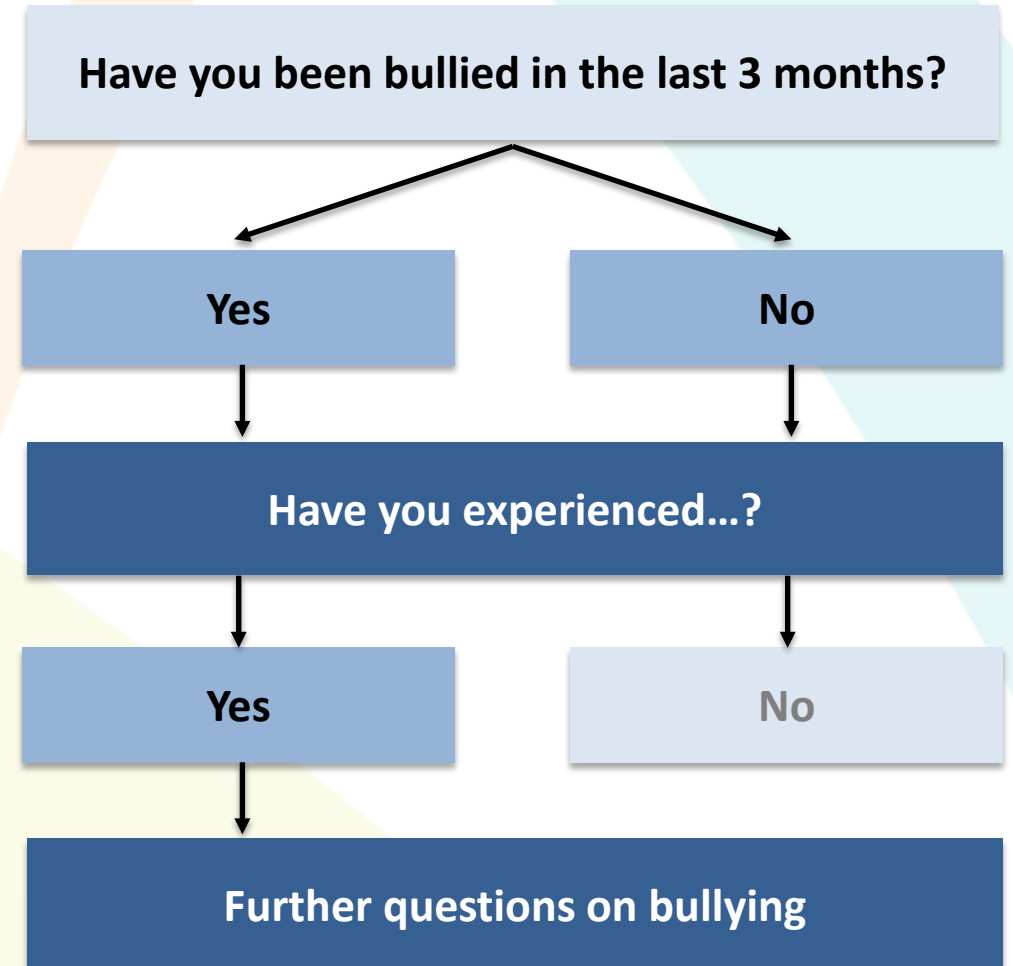 Have you been bullied in the last 3 months?
Yes
No
Have you experienced...?
Yes
No
Further questions on bullying